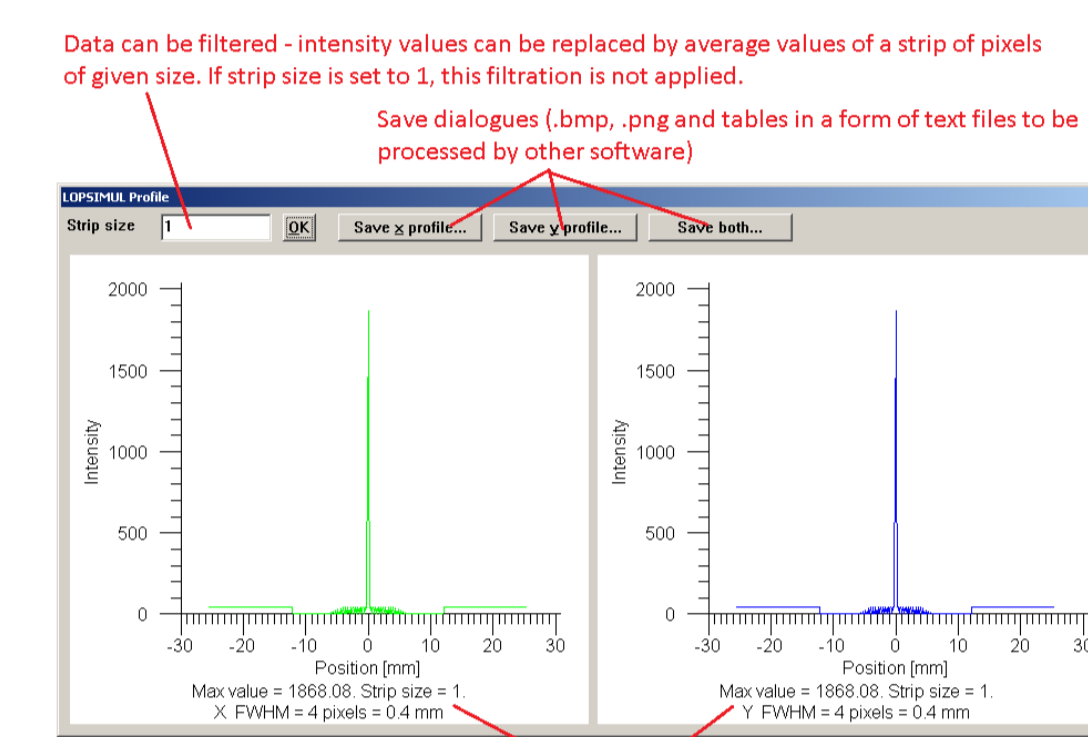 Data can be filtered - intensity values can be replaced by average values of a strip of pixels
of given size. If strip size is set to 1, this filtration is not applied.
Save dialogues (.bmp, .png and tables in a form of text files to be
processed by other software)
LOPSIMUL Profile
Strip size 1 OK Save x profile... Save y profile... Save both...
2000
1500
1000
500
0
Intensity
-30 -20 -10 0 10 20 30
Position [mm]
Max value = 1868.08. Strip size = 1.
X FWHM = 4 pixels = 0.4 mm
2000
1500
1000
500
0
Intensity
-30 -20 -10 0 10 20 30
Position [mm]
Max value = 1868.08. Strip size = 1.
Y FWHM = 4 pixels = 0.4 mm